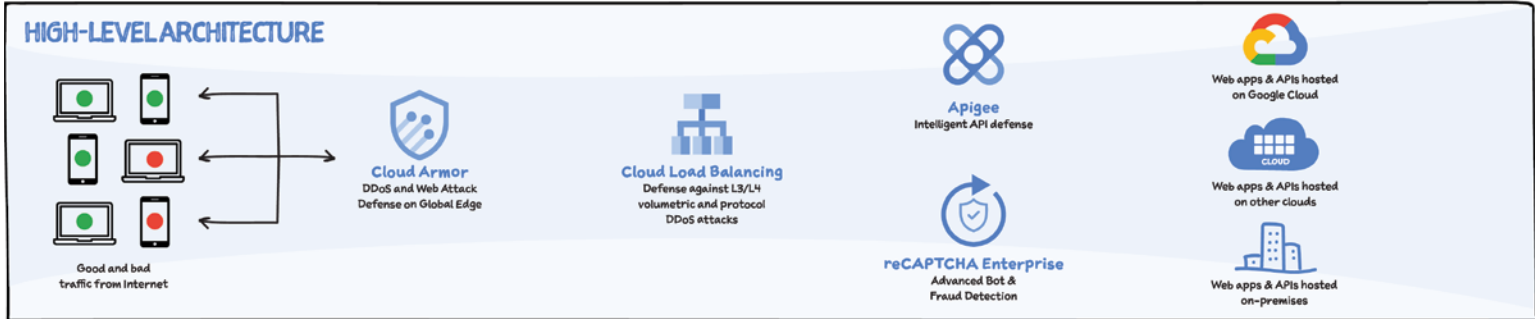 HIGH-LEVEL ARCHITECTURE
Good and bad
traffic from Internet
Cloud Armor
DDoS and Web Attack
Defense on Global Edge
Cloud Load Balancing
Defense against L3/L4
volumetric and protocol
DDoS attacks
Apigee
Intelligent API defense
reCAPTCHA Enterprise
Advanced Bot &
Fraud Detection
Web apps & APIs hosted
on Google Cloud
CLOUD
Web apps & APIs hosted
on other clouds
Web apps & APIs hosted
on-premises